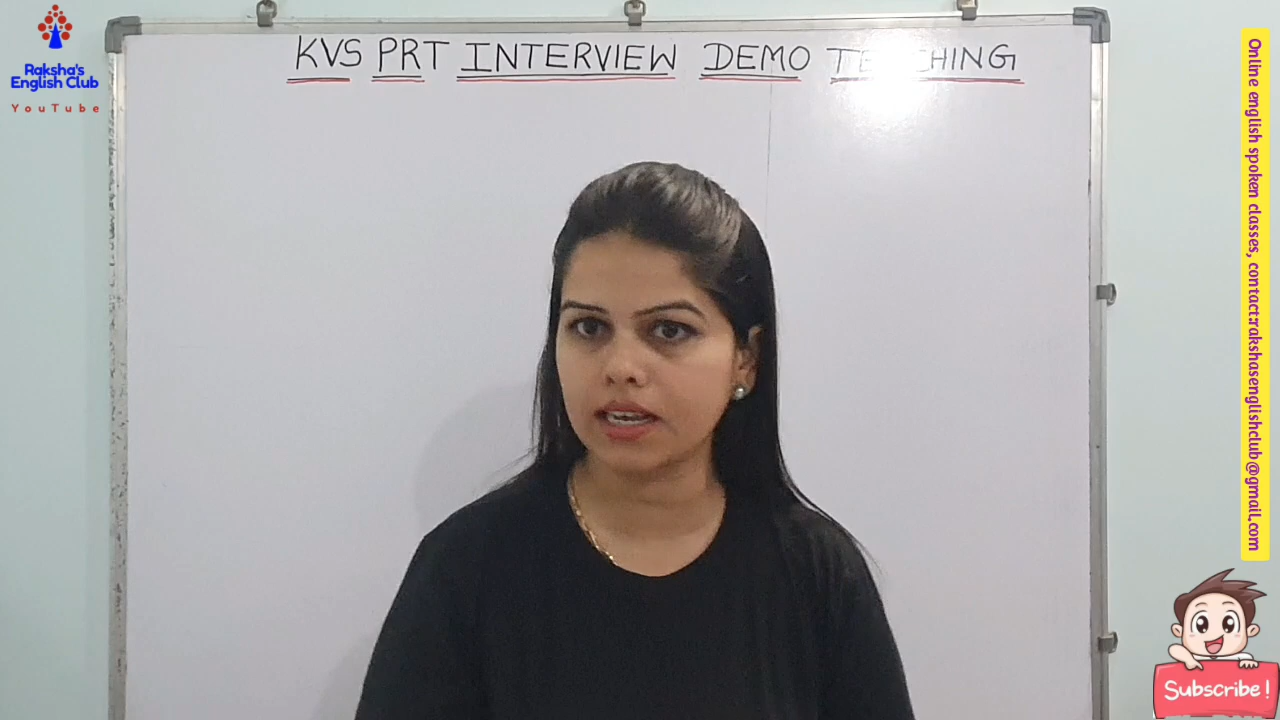 Raksha's
English Club
YouTube
KVS PRT INTERVIEW DEMO
Online english spoken classes, contact:rakshasenglishclub@gmail.com
Subscribe !